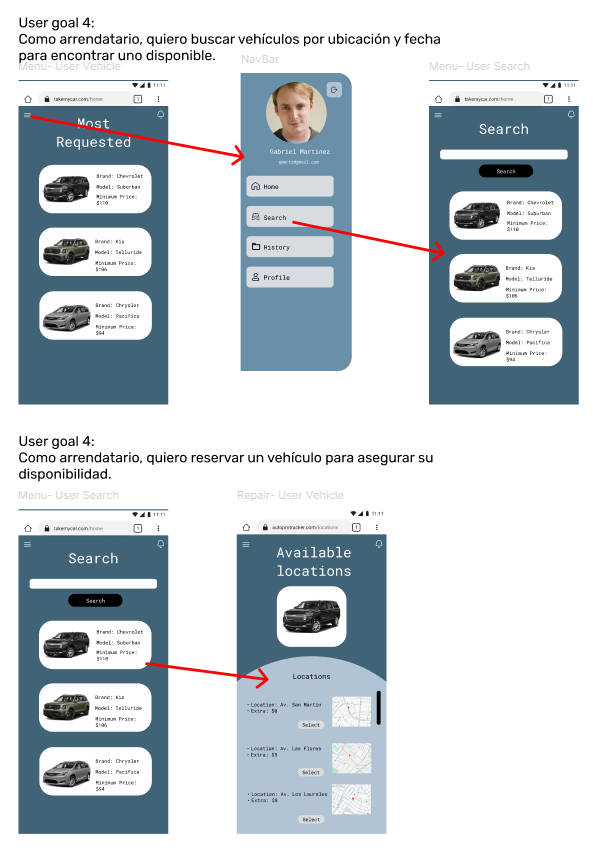 User goal 4:
Como arrendatario, quiero buscar vehículos por ubicación y fecha
para encontrar uno disponible.
Menu- User Vehicle
NavBar
Menu- User Search
11:11
takemycar.com/home
1
Most
Requested
Brand: Chevrolet
Model: Suburban
Minimum Price:
$110
Brand: Kia
Model: Telluride
Minimum Price:
$106
Brand: Chrysler
Model: Pacifica
Minimum Price:
$94
Gabriel Martinez
gmarti@gmail.com
Home
Search
History
Profile
11:11
takemycar.com/home
1
Search
Search
Brand: Chevrolet
Model: Suburban
Minimum Price:
$110
Brand: Kia
Model: Telluride
Minimum Price:
$106
Brand: Chrysler
Model: Pacifica
Minimum Price:
$94
User goal 4:
Como arrendatario, quiero reservar un vehículo para asegurar su
disponibilidad.
Menu- User Search
Repair- User Vehicle
11:11
takemycar.com/home
1
Search
Search
Brand: Chevrolet
Model: Suburban
Minimum Price:
$110
Brand: Kia
Model: Telluride
Minimum Price:
$106
Brand: Chrysler
Model: Pacifica
Minimum Price:
$94
11:11
autoprotracker.com/locations
1
Available
locations
Locations
• Location: Av. San Martin
• Extra: $0
Select
• Location: Av. Las Flores
• Extra: $5
Select
• Location: Av. Los Laureles
• Extra: $8
Select